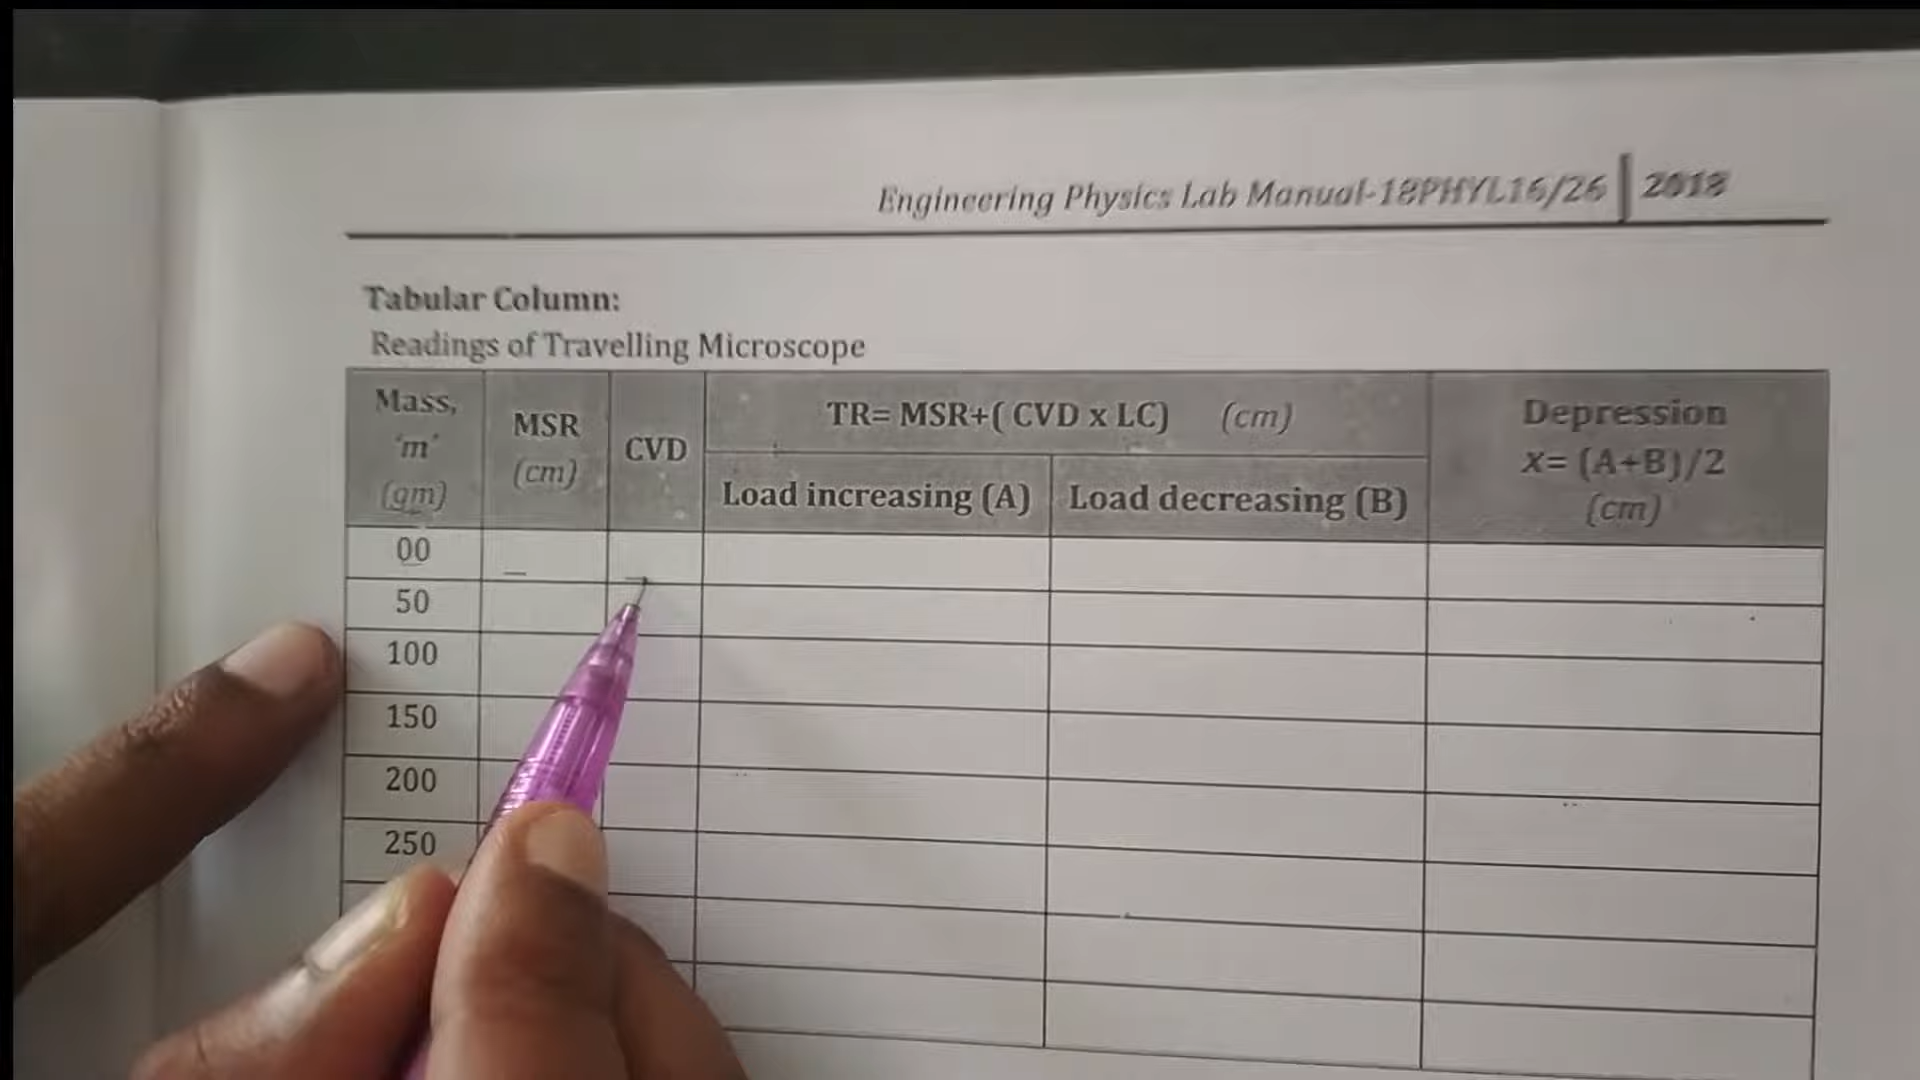 Engineering Physics Lab Manual-18PHYL16/26 | 2018
Tabular Column:
Readings of Travelling Microscope
Mass, 'm' (gm)
MSR (cm)
CVD
TR= MSR+( CVD x LC) (cm)
Load increasing (A)
Load decreasing (B)
Depression x= (A+B)/2 (cm)
00
50
100
150
200
250